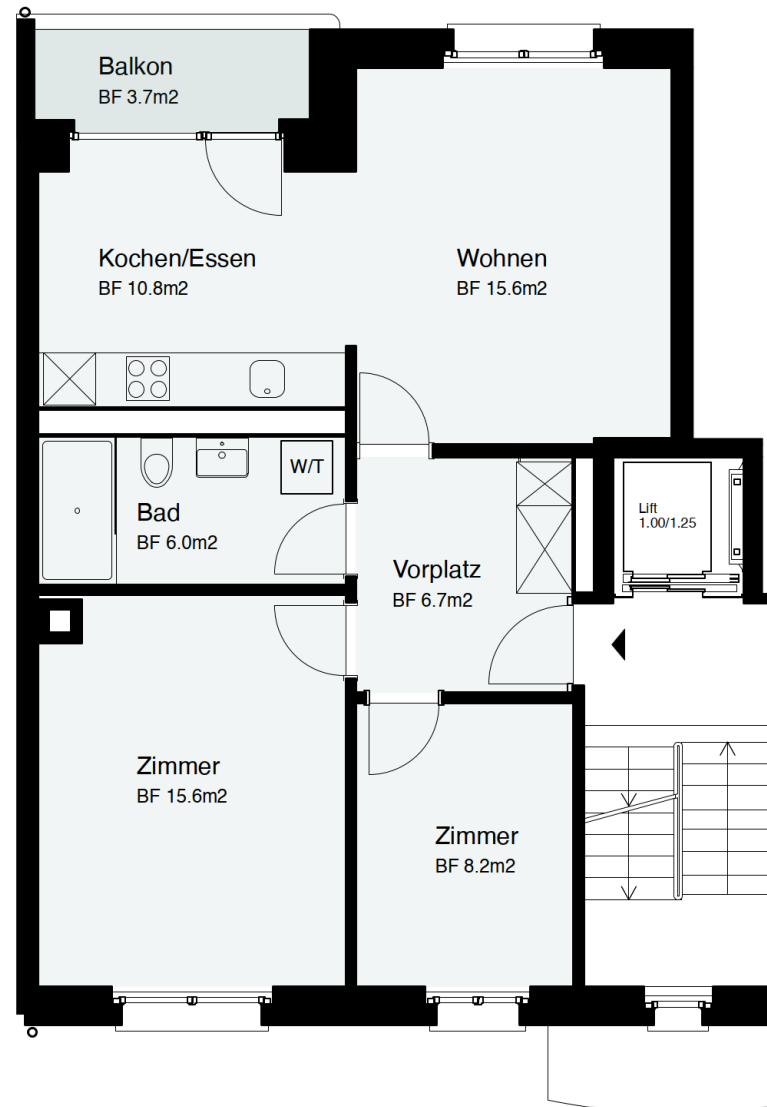 Balkon
BF 3.7m2
Kochen/Essen
BF 10.8m2
Wohnen
BF 15.6m2
W/T
Bad
BF 6.0m2
Lift
1.00/1.25
Vorplatz
BF 6.7m2
Zimmer
BF 15.6m2
Zimmer
BF 8.2m2